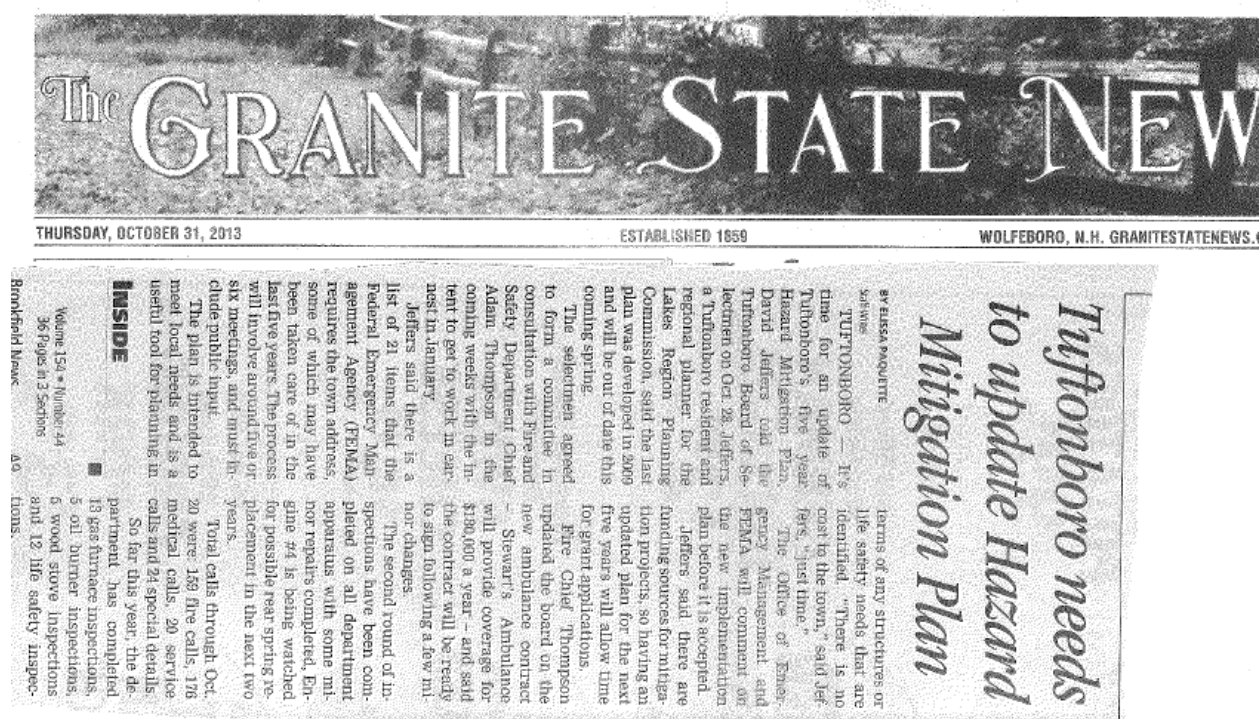 The GRANITE STATE NEW
THURSDAY, OCTOBER 31, 2013
ESTABLISHED 1859
WOLFEBORO, N.H. GRANITESTATENEWS.
Tuftonboro needs
to update Hazard
Mitigation Plan
BY ELISSA PAQUETTE
Staff Writer
TUFTONBORO — It's
time for an update of
Tuftonboro's five year
Hazard Mitigation Plan,
David Jeffers told the
Tuftonboro Board of Se-
lectmen on Oct. 28. Jeffers,
a Tuftonboro resident and
regional planer for the
Lakes Region Planning
Commission, said the last
plan was developed in 2009
and will be out of date this
coming spring.
The selectmen agreed
to form a committee in
consultation with Fire and
Safety Department Chief
Adam Thompson in the
coming weeks with the in-
tent to get to work in ear-
nest in January.
Jeffers said there is a
list of 21 items that the
Federal Emergency Man-
agement Agency (FEMA)
requires the town address,
some of which may have
been taken care of in the
last five years. The process
will involve around five or
six meetings, and must in-
clude public input.
The plan is intended to
meet local needs and is a
useful tool for planning in
terms of any structures or
life safety needs that are
identified. "There is no
cost to the town," said Jef-
fers, "just time."
The Office of Emer-
gency Management and
FEMA will comment on
the new implementation
plan before it is accepted.
Jeffers said there are
funding sources for mitiga-
tion projects, so having an
updated plan for the next
five years will allow time
for grant applications.
Fire Chief Thompson
updated the board on the
new ambulance contract
– Stewart's Ambulance
will provide coverage for
$180,000 a year – and said
the contract will be ready
to sign following a few mi-
nor changes.
The second round of in-
spections have been com-
pleted on all department
apparatus with some mi-
nor repairs completed, En-
gine #4 is being watched
for possible rear spring re-
placement in the next two
years.
Total calls through Oct.
20 were 159 fire calls, 176
medical calls, 20 service
calls and 24 special details.
So far this year, the de-
partment has completed
13 gas furnace inspections,
5 oil burner inspections,
5 wood stove inspections
and 12 life safety inspec-
tions.
INSIDE
Volume 154 • Number 44
36 Pages in 3 Sections
Brookfield News A9